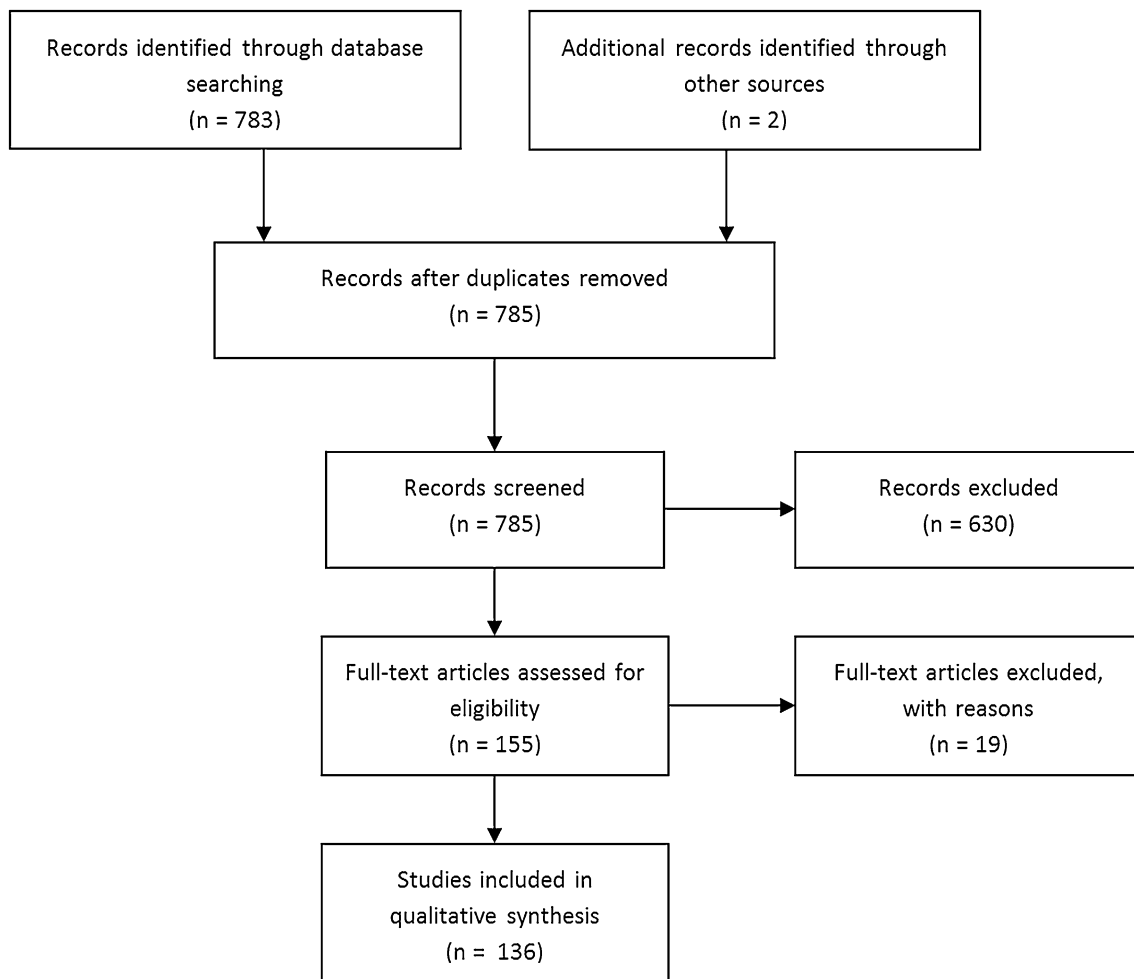 Records identified through database
searching
(n = 783)
Additional records identified through
other sources
(n = 2)
Records after duplicates removed
(n = 785)
Records screened
(n = 785)
Records excluded
(n = 630)
Full-text articles assessed for
eligibility
(n = 155)
Full-text articles excluded,
with reasons
(n = 19)
Studies included in
qualitative synthesis
(n = 136)